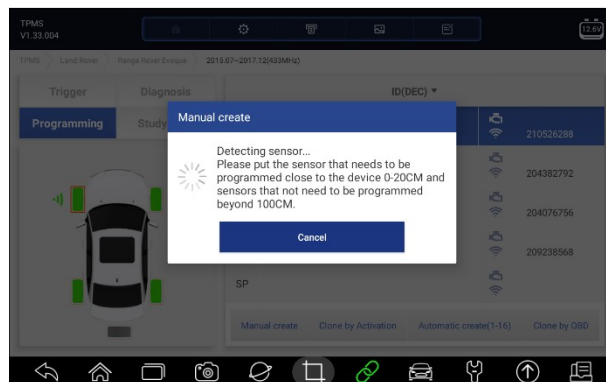 TPMS
V1.33.004
12.6V
TPMS
Land Rover
Range Rover Evoque
2015.07~2017.12(433MHz)
Trigger
Diagnosis
ID(DEC)
Programming
Study
210526288
204382792
204076756
209238568
SP
Manual create
Detecting sensor...
Please put the sensor that needs to be
programmed close to the device 0-20CM and
sensors that not need to be programmed
beyond 100CM.
Cancel
Manual create
Clone by Activation
Automatic create(1-16)
Clone by OBD